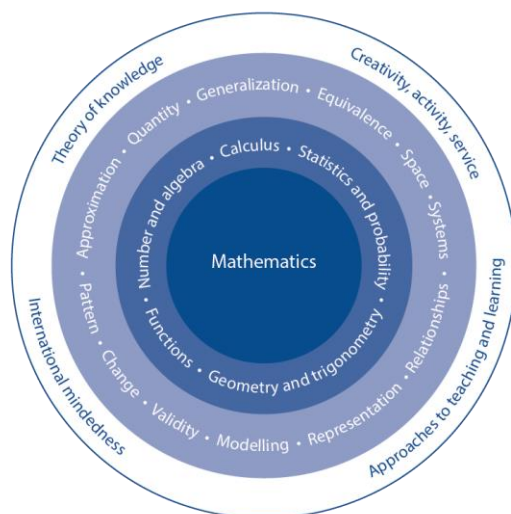 Theory of knowledge
Creativity, activity, service
Approaches to teaching and learning
International mindedness
Approximation • Quantity • Generalization • Equivalence • Space • Systems • Relationships • Representation • Modelling • Validity • Change • Pattern •
Number and algebra • Calculus • Statistics and probability • Geometry and trigonometry • Functions •
Mathematics